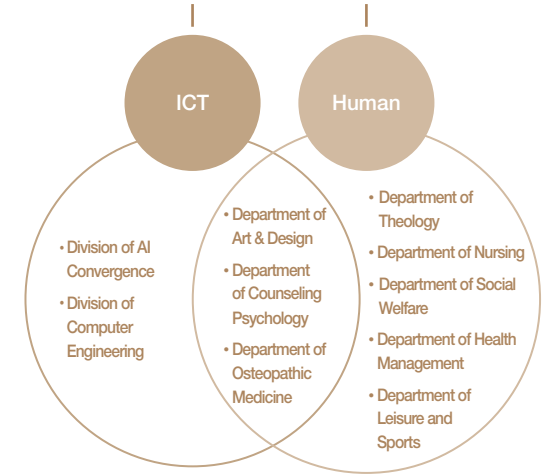 ICT
Human
• Division of AI
Convergence
• Division of
Computer
Engineering
• Department of
Art & Design
• Department
of Counseling
Psychology
• Department of
Osteopathic
Medicine
• Department of
Theology
• Department of Nursing
• Department of Social
Welfare
• Department of Health
Management
• Department of
Leisure and
Sports